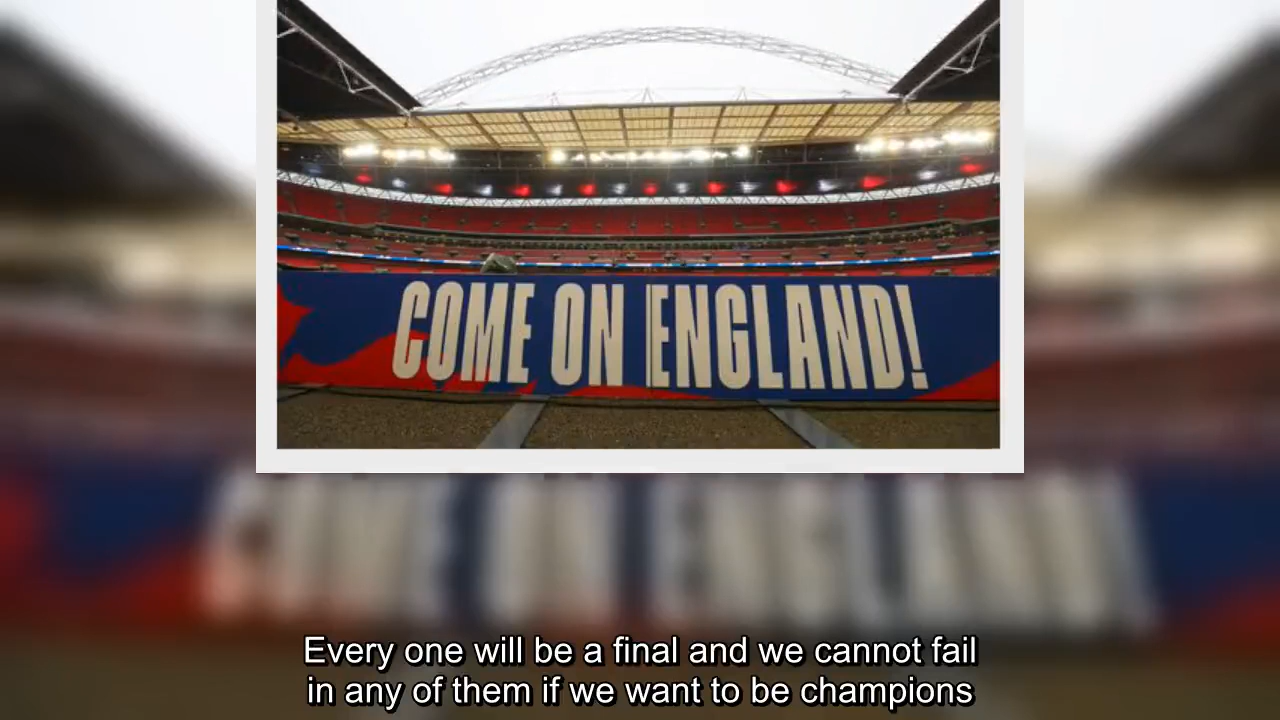 COME ON ENGLAND!
Every one will be a final and we cannot fail
in any of them if we want to be champions